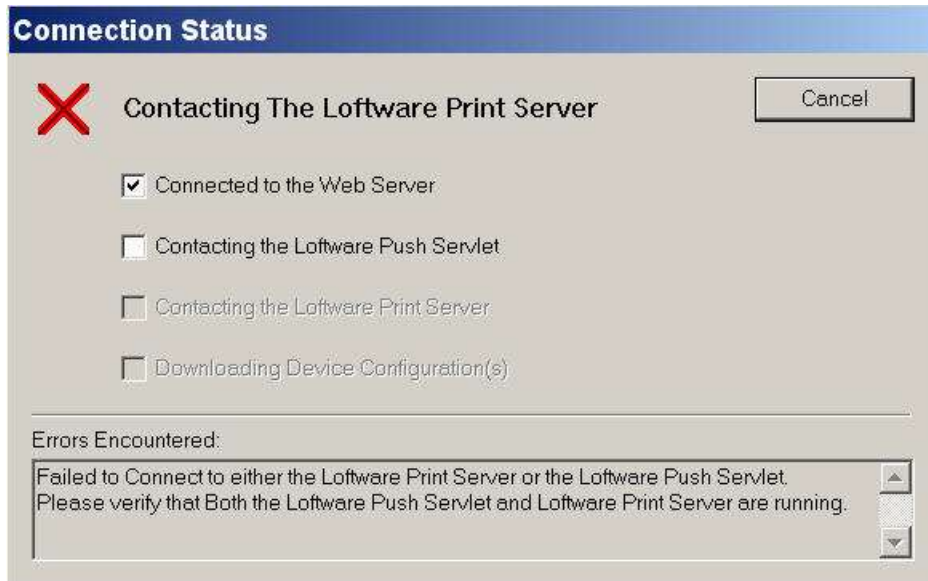 Connection Status
Contacting The Loftware Print Server
Cancel
Connected to the Web Server
Contacting the Loftware Push Servlet
Contacting the Loftware Print Server
Downloading Device Configuration(s)
Errors Encountered:
Failed to Connect to either the Loftware Print Server or the Loftware Push Servlet.
Please verify that Both the Loftware Push Servlet and Loftware Print Server are running.